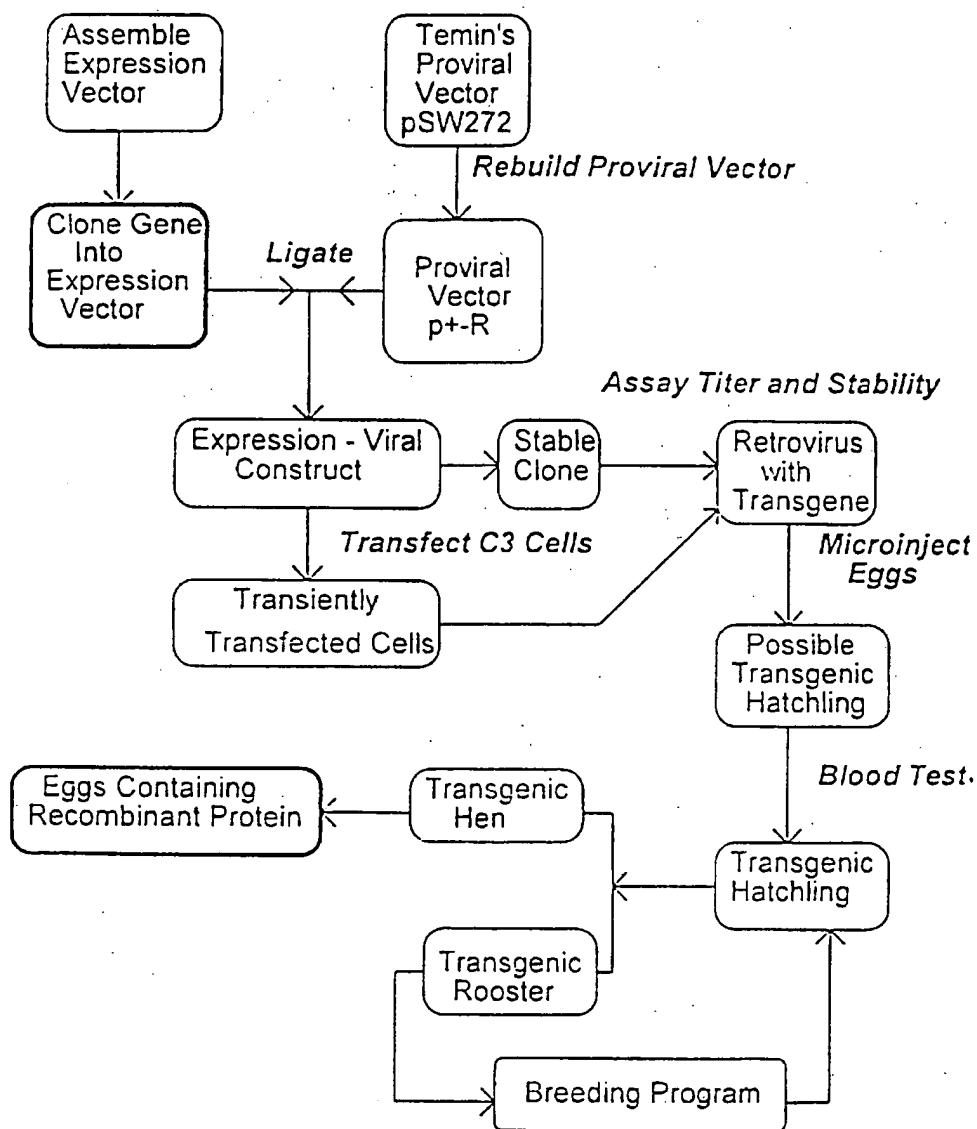 Assemble
Expression
Vector
Temin's
Proviral
Vector
pSW272
Rebuild Proviral Vector
Clone Gene
Into
Expression
Vector
Ligate
Proviral
Vector
p+-R
Assay Titer and Stability
Expression - Viral
Construct
Stable
Clone
Retrovirus
with
Transgene
Transfect C3 Cells
Microinject
Eggs
Transiently
Transfected Cells
Possible
Transgenic
Hatchling
Blood Test
Eggs Containing
Recombinant Protein
Transgenic
Hen
Transgenic
Hatchling
Transgenic
Rooster
Breeding Program